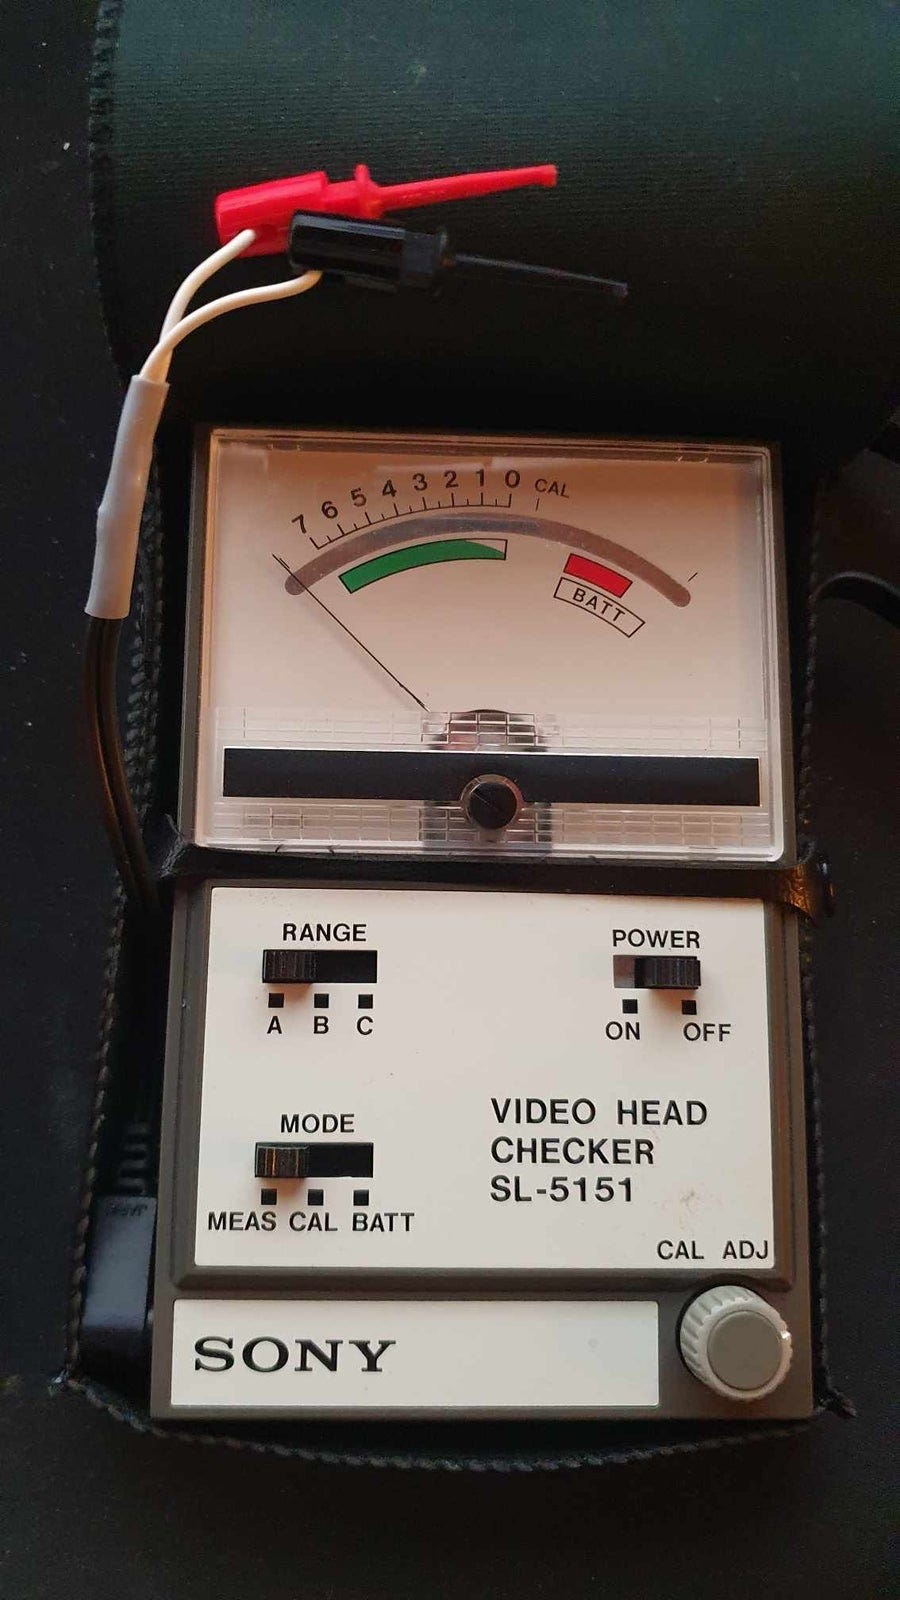 7 6 5 4 3 2 1 0 CAL
BATT
RANGE
A B C
POWER
ON OFF
MODE
MEAS CAL BATT
VIDEO HEAD
CHECKER
SL-5151
CAL ADJ
SONY